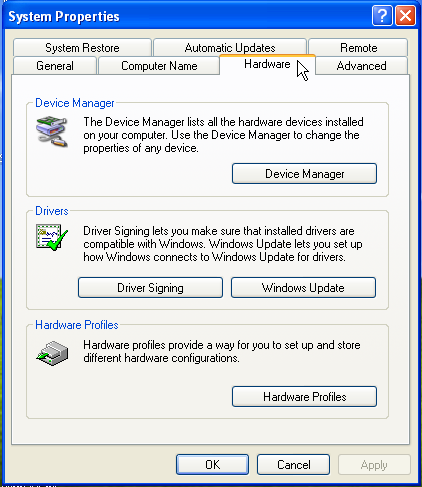 System Properties
System Restore Automatic Updates Remote
General Computer Name Hardware Advanced
Device Manager
The Device Manager lists all the hardware devices installed
on your computer. Use the Device Manager to change the
properties of any device.
Device Manager
Drivers
Driver Signing lets you make sure that installed drivers are
compatible with Windows. Windows Update lets you set up
how Windows connects to Windows Update for drivers.
Driver Signing Windows Update
Hardware Profiles
Hardware profiles provide a way for you to set up and store
different hardware configurations.
Hardware Profiles
OK Cancel Apply